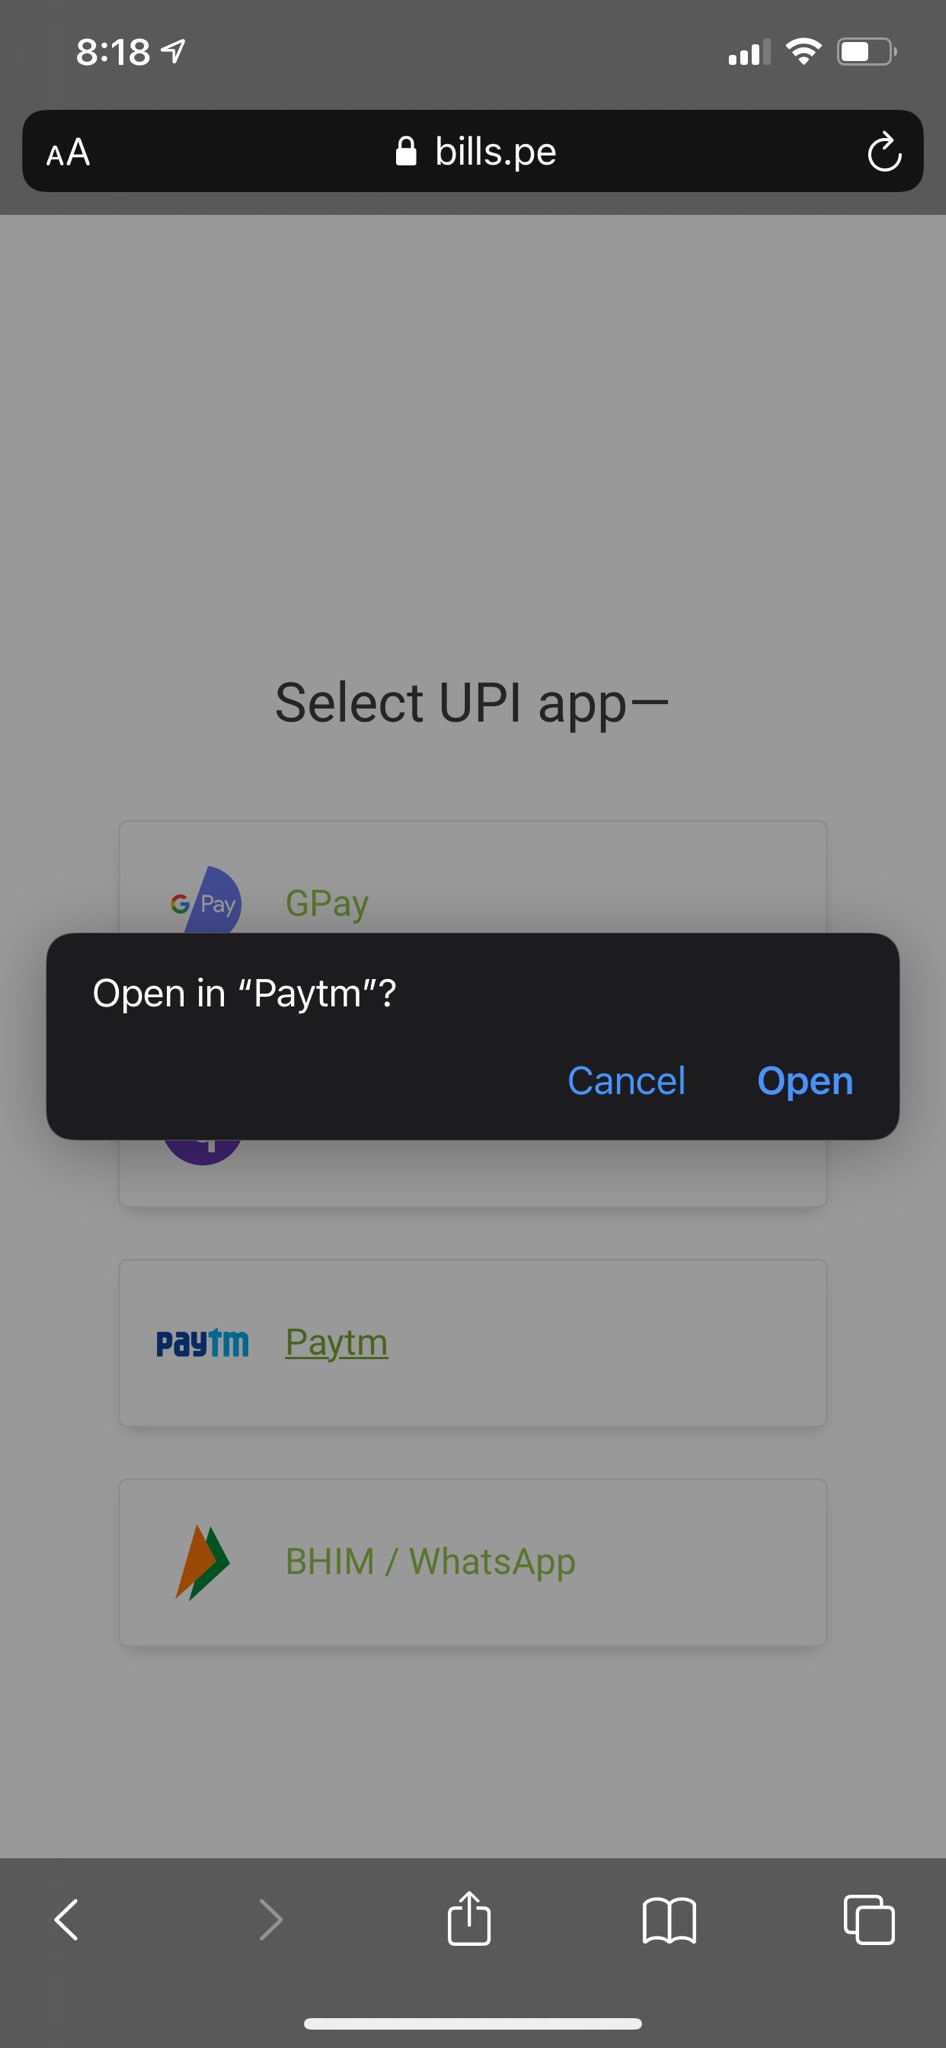 8:18
AA bills.pe
Select UPI app—
G Pay GPay
Open in “Paytm”?
Cancel Open
paytm Paytm
BHIM / WhatsApp